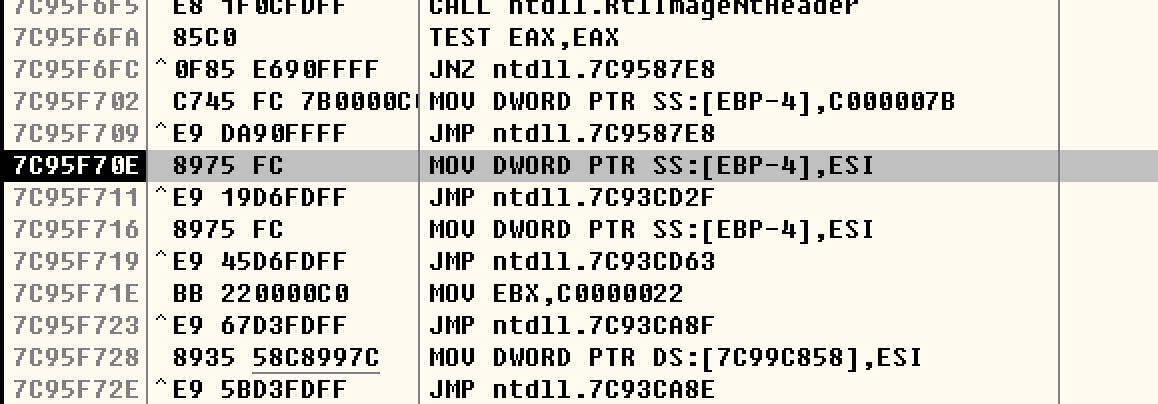 7C95F6F5 E8 1F0CFDFF CALL ntdll.RtlImageNtHeader
7C95F6FA 85C0 TEST EAX,EAX
7C95F6FC ^ 0F85 E690FFFF JNZ ntdll.7C9587E8
7C95F702 C745 FC 7B0000C0 MOV DWORD PTR SS:[EBP-4],C000007B
7C95F709 ^ E9 DA90FFFF JMP ntdll.7C9587E8
7C95F70E 8975 FC MOV DWORD PTR SS:[EBP-4],ESI
7C95F711 ^ E9 19D6FDFF JMP ntdll.7C93CD2F
7C95F716 8975 FC MOV DWORD PTR SS:[EBP-4],ESI
7C95F719 ^ E9 45D6FDFF JMP ntdll.7C93CD63
7C95F71E BB 220000C0 MOV EBX,C0000022
7C95F723 ^ E9 67D3FDFF JMP ntdll.7C93CA8F
7C95F728 8935 58C8997C MOV DWORD PTR DS:[7C99C858],ESI
7C95F72E ^ E9 5BD3FDFF JMP ntdll.7C93CA8E